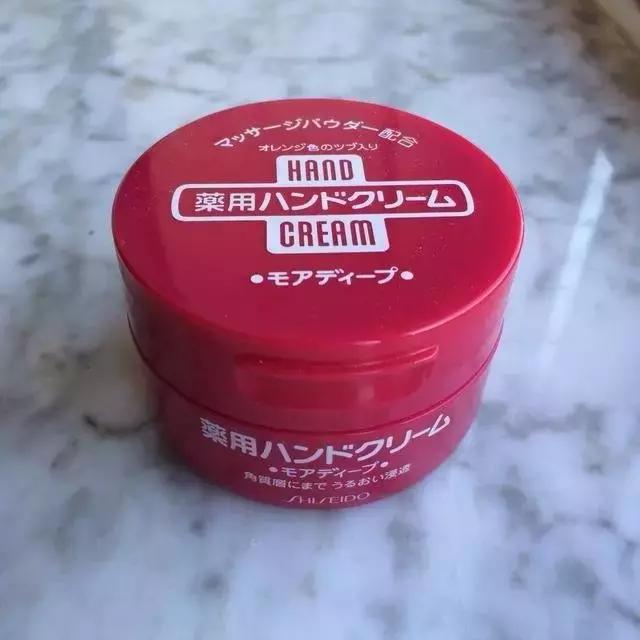 マッサージパウダー配合
オレンジ色のツブ入り
HAND
薬用ハンドクリーム
CREAM
•モアディープ•
薬用ハンドクリーム
•モアディープ•
角質層にまで うるおい浸透
SHISEIDO